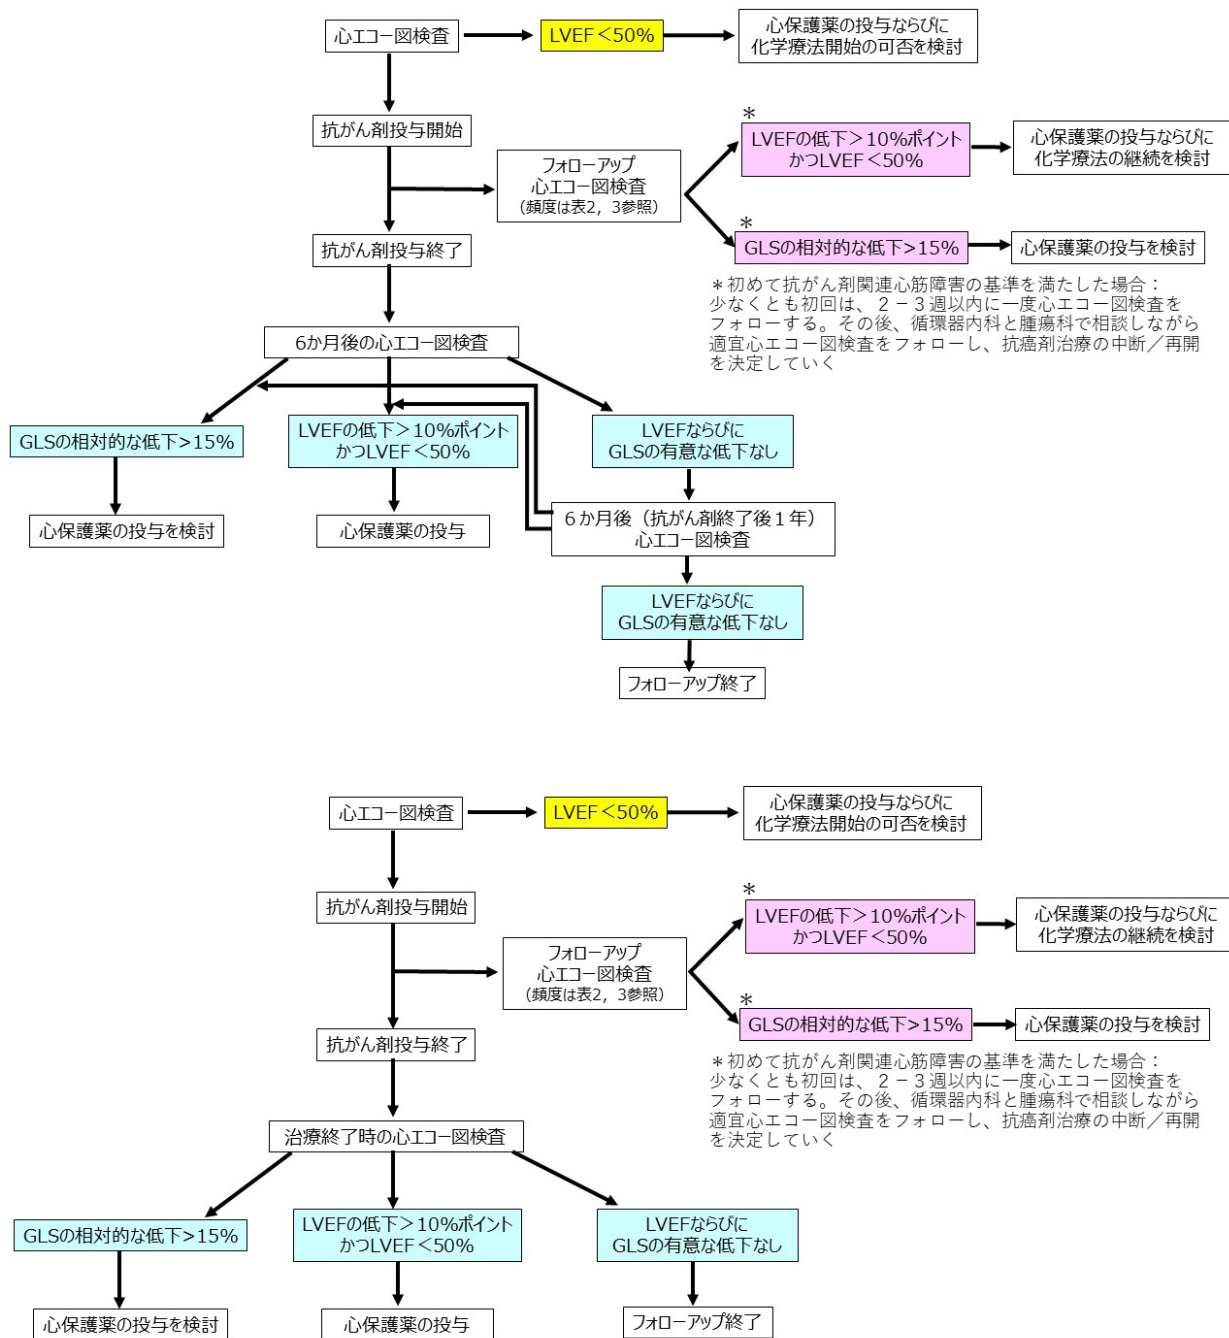 心エコー図検査
LVEF＜50%
心保護薬の投与ならびに
化学療法開始の可否を検討
抗がん剤投与開始
フォローアップ
心エコー図検査
（頻度は表2，3参照）
＊
LVEFの低下＞10%ポイント
かつLVEF＜50%
心保護薬の投与ならびに
化学療法の継続を検討
＊
GLSの相対的な低下>15%
心保護薬の投与を検討
抗がん剤投与終了
＊初めて抗がん剤関連心筋障害の基準を満たした場合：
少なくとも初回は、２－３週以内に一度心エコー図検査を
フォローする。その後、循環器内科と腫瘍科で相談しながら
適宜心エコー図検査をフォローし、抗癌剤治療の中断／再開
を決定していく
6か月後の心エコー図検査
GLSの相対的な低下>15%
LVEFの低下＞10%ポイント
かつLVEF＜50%
LVEFならびに
GLSの有意な低下なし
心保護薬の投与を検討
心保護薬の投与
６か月後（抗がん剤終了後１年）
心エコー図検査
LVEFならびに
GLSの有意な低下なし
フォローアップ終了
心エコー図検査
LVEF＜50%
心保護薬の投与ならびに
化学療法開始の可否を検討
抗がん剤投与開始
フォローアップ
心エコー図検査
（頻度は表2，3参照）
＊
LVEFの低下＞10%ポイント
かつLVEF＜50%
心保護薬の投与ならびに
化学療法の継続を検討
＊
GLSの相対的な低下>15%
心保護薬の投与を検討
抗がん剤投与終了
＊初めて抗がん剤関連心筋障害の基準を満たした場合：
少なくとも初回は、２－３週以内に一度心エコー図検査を
フォローする。その後、循環器内科と腫瘍科で相談しながら
適宜心エコー図検査をフォローし、抗癌剤治療の中断／再開
を決定していく
治療終了時の心エコー図検査
GLSの相対的な低下>15%
LVEFの低下＞10%ポイント
かつLVEF＜50%
LVEFならびに
GLSの有意な低下なし
心保護薬の投与を検討
心保護薬の投与
フォローアップ終了